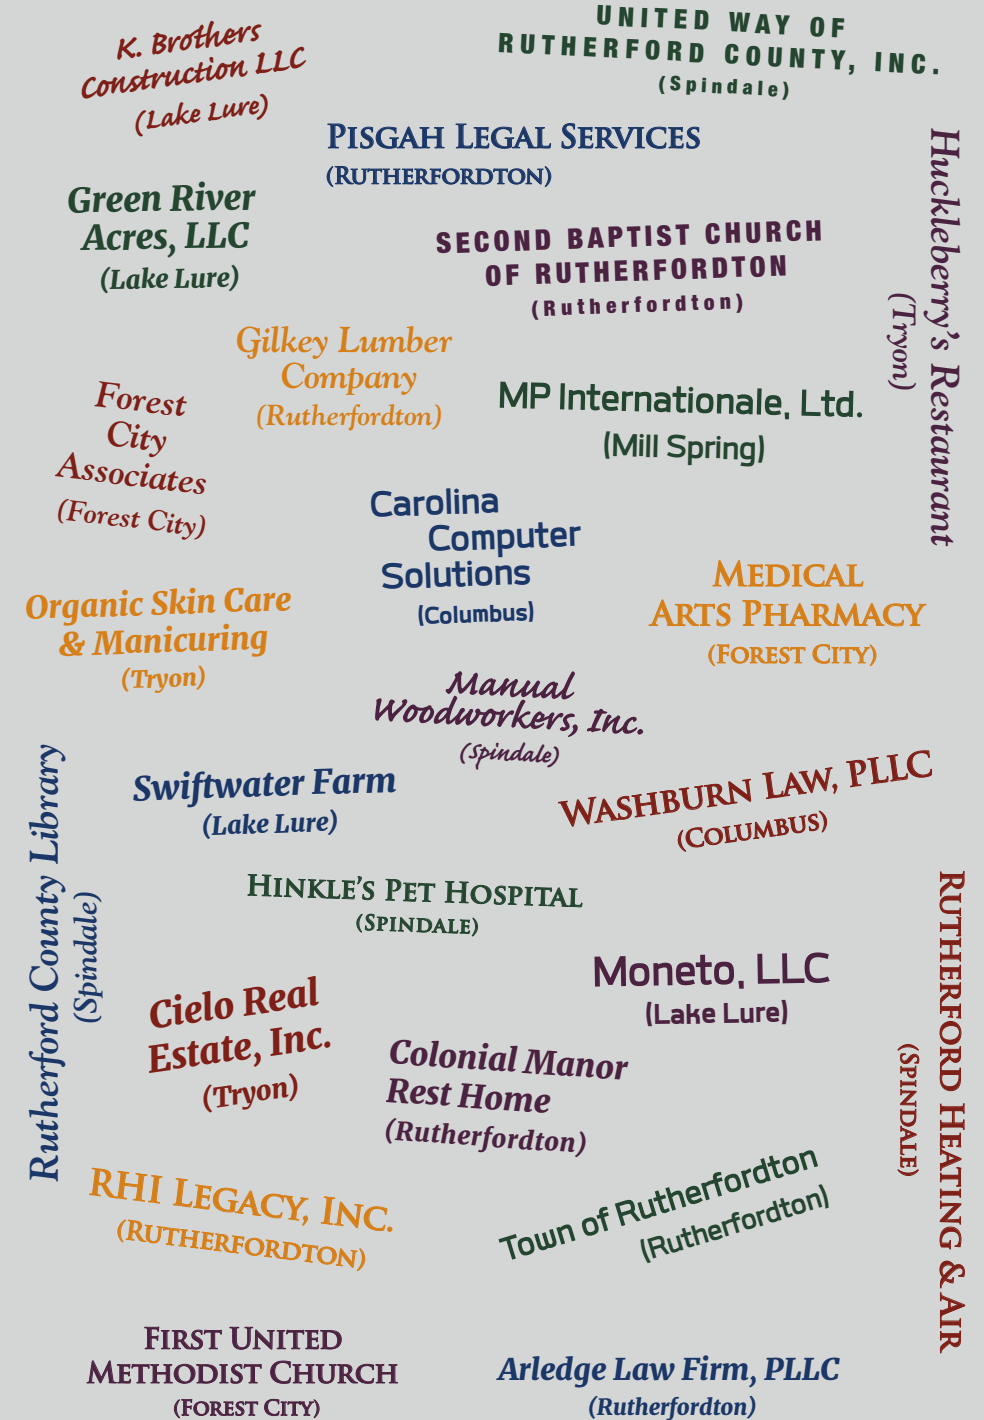 K. Brothers
Construction LLC
(Lake Lure)
UNITED WAY OF
RUTHERFORD COUNTY, INC.
(Spindale)
PISGAH LEGAL SERVICES
(RUTHERFORDTON)
Huckleberry's Restaurant
(Tryon)
Green River
Acres, LLC
(Lake Lure)
SECOND BAPTIST CHURCH
OF RUTHERFORDTON
(Rutherfordton)
Gilkey Lumber
Company
(Rutherfordton)
Forest
City
Associates
(Forest City)
MP Internationale, Ltd.
(Mill Spring)
Carolina
Computer
Solutions
(Columbus)
MEDICAL
ARTS PHARMACY
(FOREST CITY)
Organic Skin Care
& Manicuring
(Tryon)
Manual
Woodworkers, Inc.
(Spindale)
Rutherford County Library
(Spindale)
Swiftwater Farm
(Lake Lure)
WASHBURN LAW, PLLC
(COLUMBUS)
HINKLE'S PET HOSPITAL
(SPINDALE)
RUTHERFORD HEATING & AIR
(SPINDALE)
Moneto, LLC
(Lake Lure)
Cielo Real
Estate, Inc.
(Tryon)
Colonial Manor
Rest Home
(Rutherfordton)
RHI LEGACY, INC.
(RUTHERFORDTON)
Town of Rutherfordton
(Rutherfordton)
FIRST UNITED
METHODIST CHURCH
(FOREST CITY)
Arledge Law Firm, PLLC
(Rutherfordton)